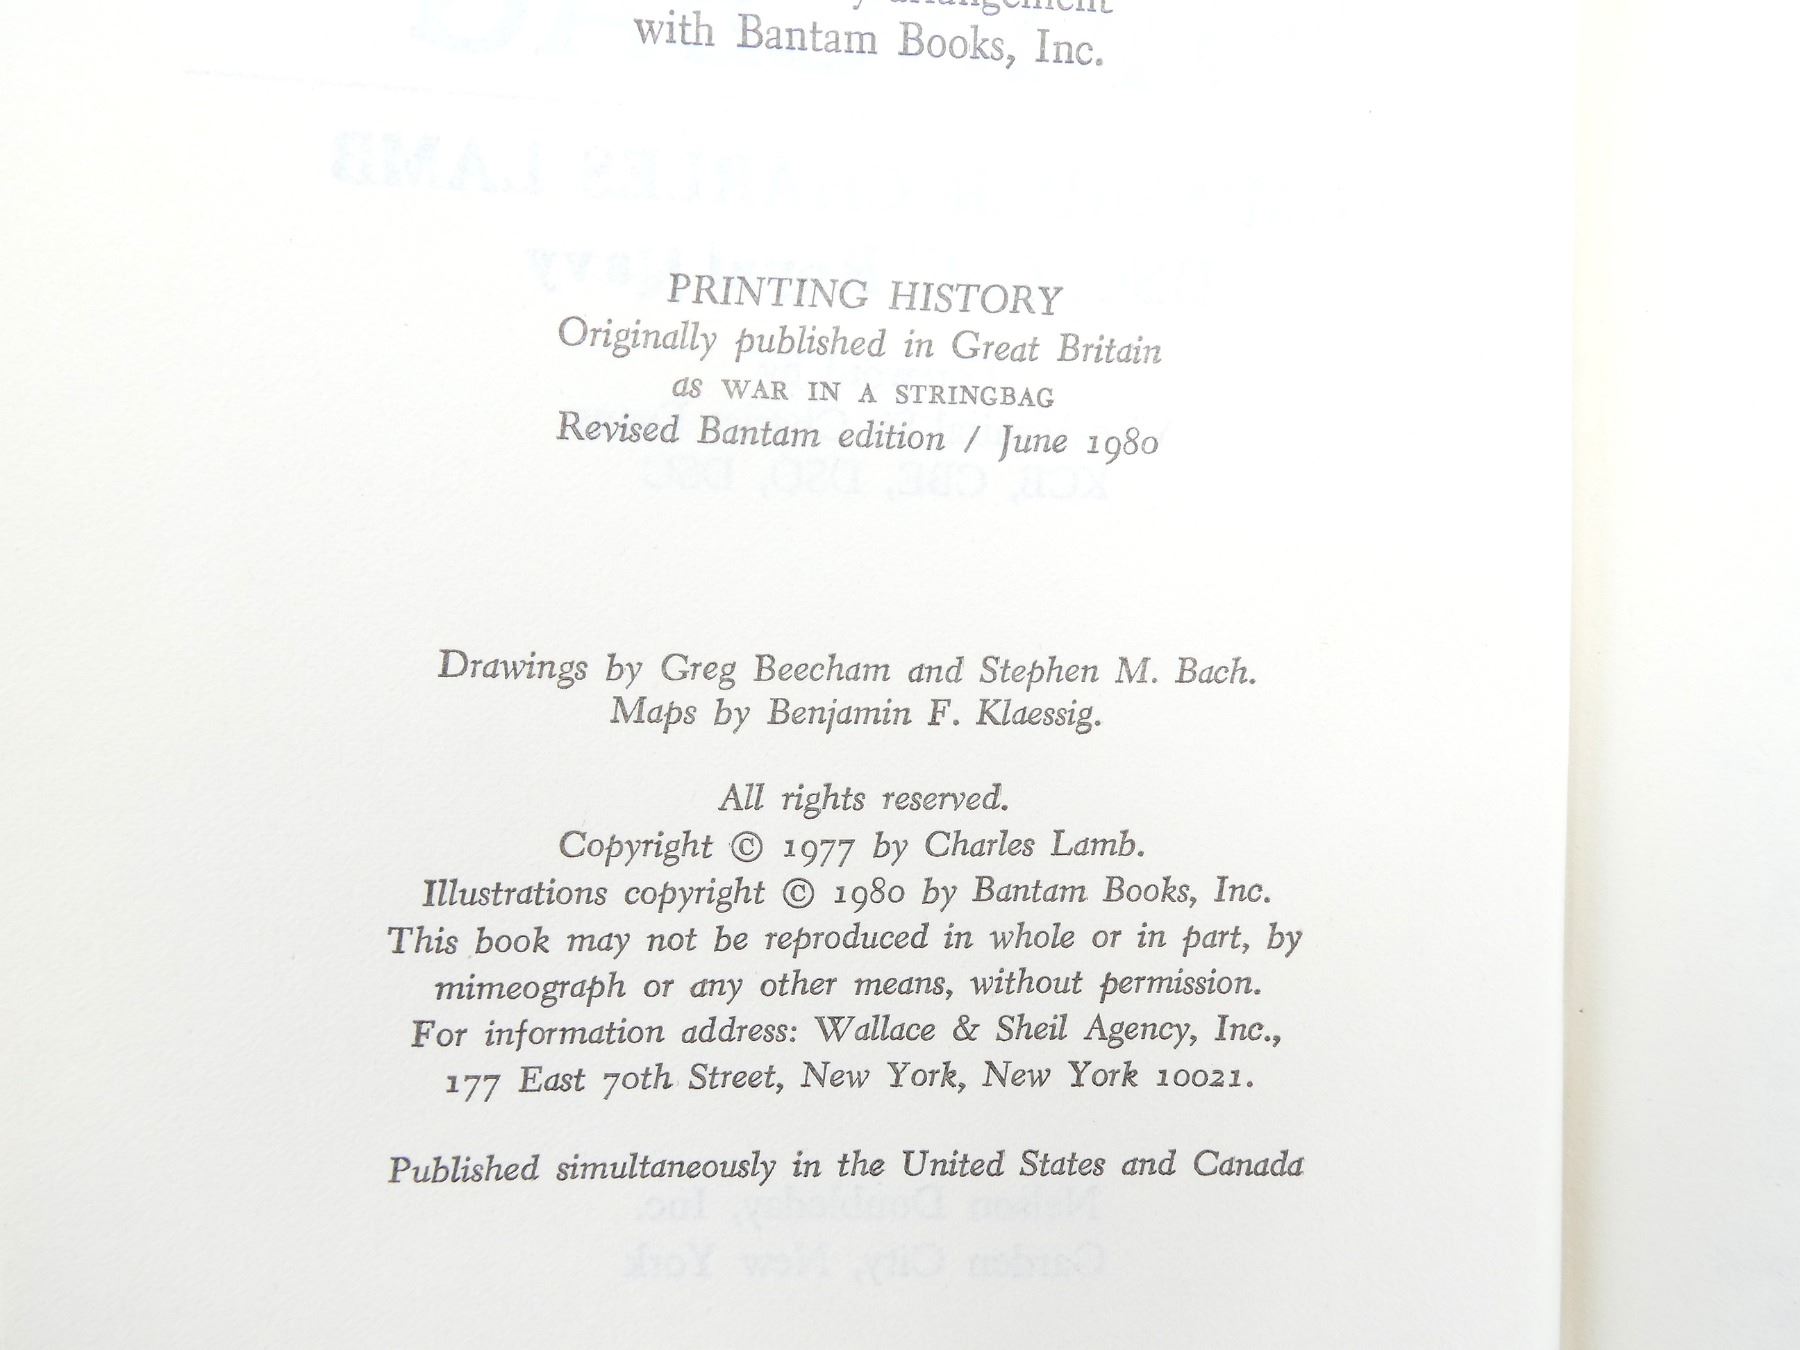 arrangement
with Bantam Books, Inc.
PRINTING HISTORY
Originally published in Great Britain
as WAR IN A STRINGBAG
Revised Bantam edition / June 1980
Drawings by Greg Beecham and Stephen M. Bach.
Maps by Benjamin F. Klaessig.
All rights reserved.
Copyright © 1977 by Charles Lamb.
Illustrations copyright © 1980 by Bantam Books, Inc.
This book may not be reproduced in whole or in part, by
mimeograph or any other means, without permission.
For information address: Wallace & Sheil Agency, Inc.,
177 East 70th Street, New York, New York 10021.
Published simultaneously in the United States and Canada